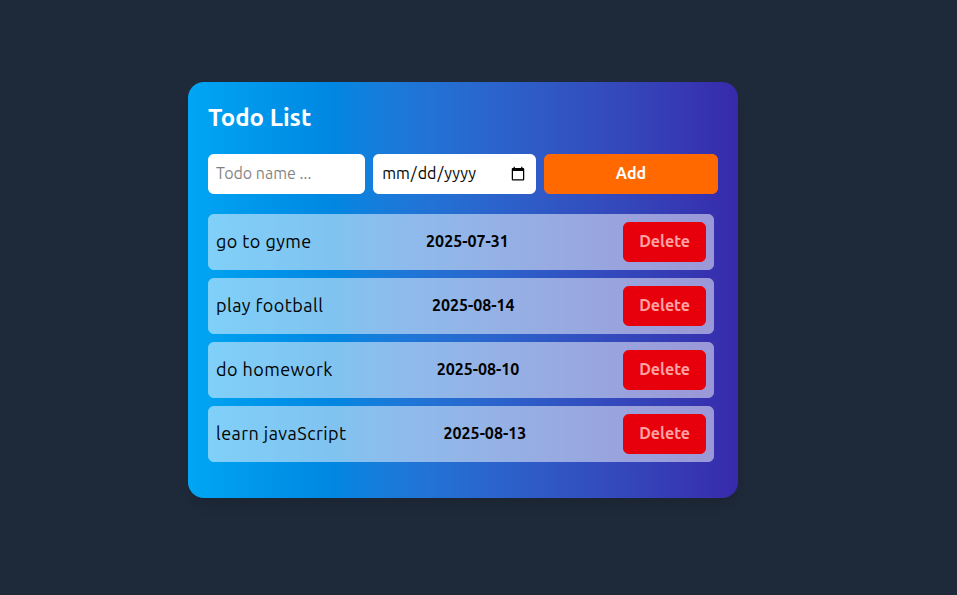 Todo List
Todo name ... mm/dd/yyyy Add
go to gyme 2025-07-31 Delete
play football 2025-08-14 Delete
do homework 2025-08-10 Delete
learn javaScript 2025-08-13 Delete